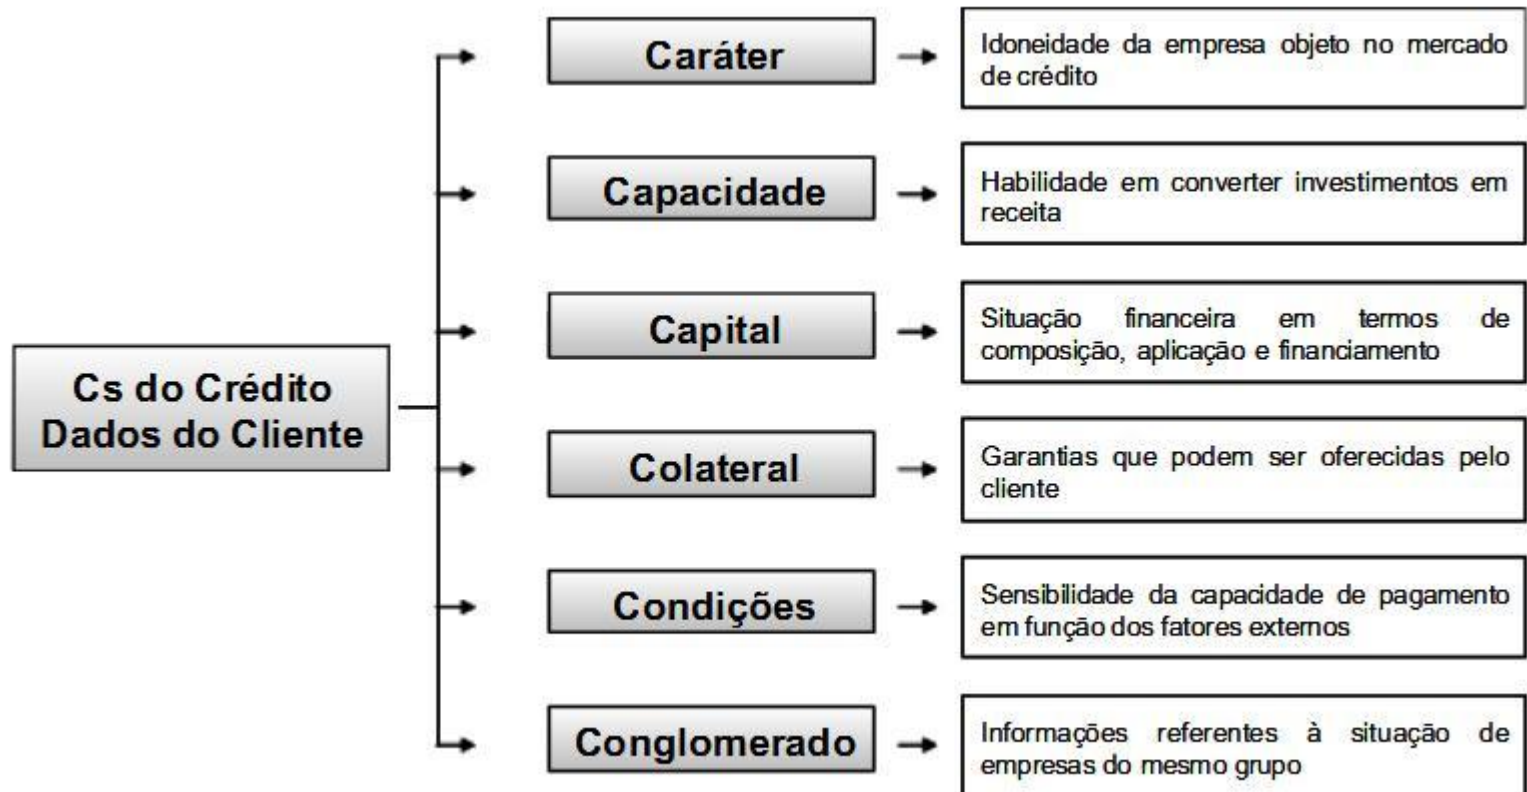 Cs do Crédito
Dados do Cliente
Caráter
Idoneidade da empresa objeto no mercado
de crédito
Capacidade
Habilidade em converter investimentos em
receita
Capital
Situação financeira em termos de
composição, aplicação e financiamento
Colateral
Garantias que podem ser oferecidas pelo
cliente
Condições
Sensibilidade da capacidade de pagamento
em função dos fatores externos
Conglomerado
Informações referentes à situação de
empresas do mesmo grupo